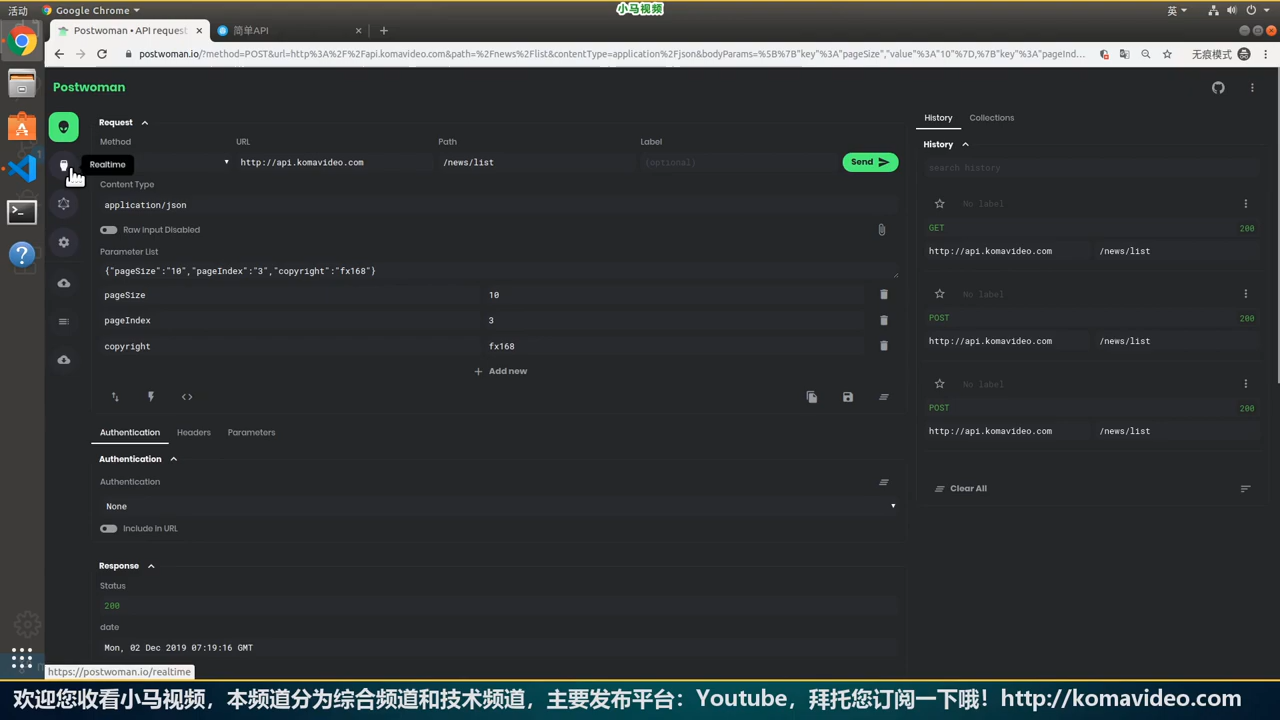 活动
Google Chrome
小马视频
英
Postwoman • API request
简单API
postwoman.io/?method=POST&url=http%3A%2F%2Fapi.komavideo.com&path=%2Fnews%2Flist&contentType=application%2Fjson&bodyParams=%5B%7B"key"%3A"pageSize","value"%3A"10"%7D,%7B"key"%3A"pageInd...
无痕模式
Postwoman
Request
Method
URL
Path
Label
Realtime
http://api.komavideo.com
/news/list
(optional)
Send
Content Type
application/json
Raw Input Disabled
Parameter List
{"pageSize":"10","pageIndex":"3","copyright":"fx168"}
pageSize
10
pageIndex
3
copyright
fx168
Add new
Authentication
Headers
Parameters
Authentication
Authentication
None
Include in URL
Response
Status
200
date
Mon, 02 Dec 2019 07:19:16 GMT
History
Collections
History
search history
No label
GET
200
http://api.komavideo.com
/news/list
No label
POST
200
http://api.komavideo.com
/news/list
No label
POST
200
http://api.komavideo.com
/news/list
Clear All
https://postwoman.io/realtime
欢迎您收看小马视频，本频道分为综合频道和技术频道，主要发布平台：Youtube，拜托您订阅一下哦！http://komavideo.com